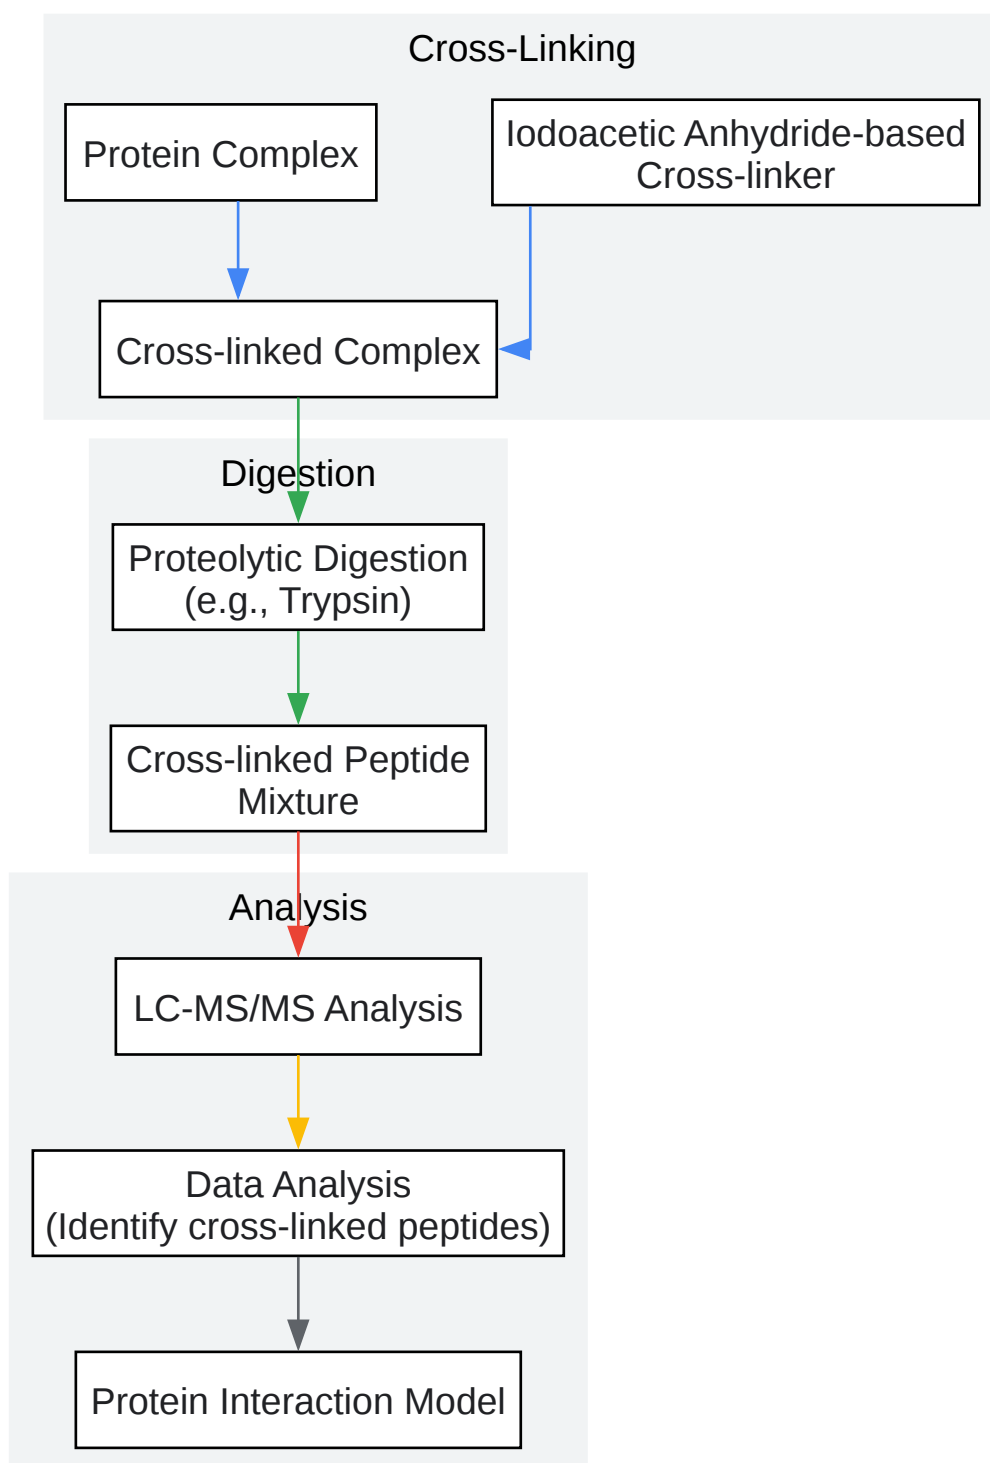 Cross-Linking
Protein Complex
Iodoacetic Anhydride-based
Cross-linker
Cross-linked Complex
Digestion
Proteolytic Digestion
(e.g., Trypsin)
Cross-linked Peptide
Mixture
Analysis
LC-MS/MS Analysis
Data Analysis
(Identify cross-linked peptides)
Protein Interaction Model